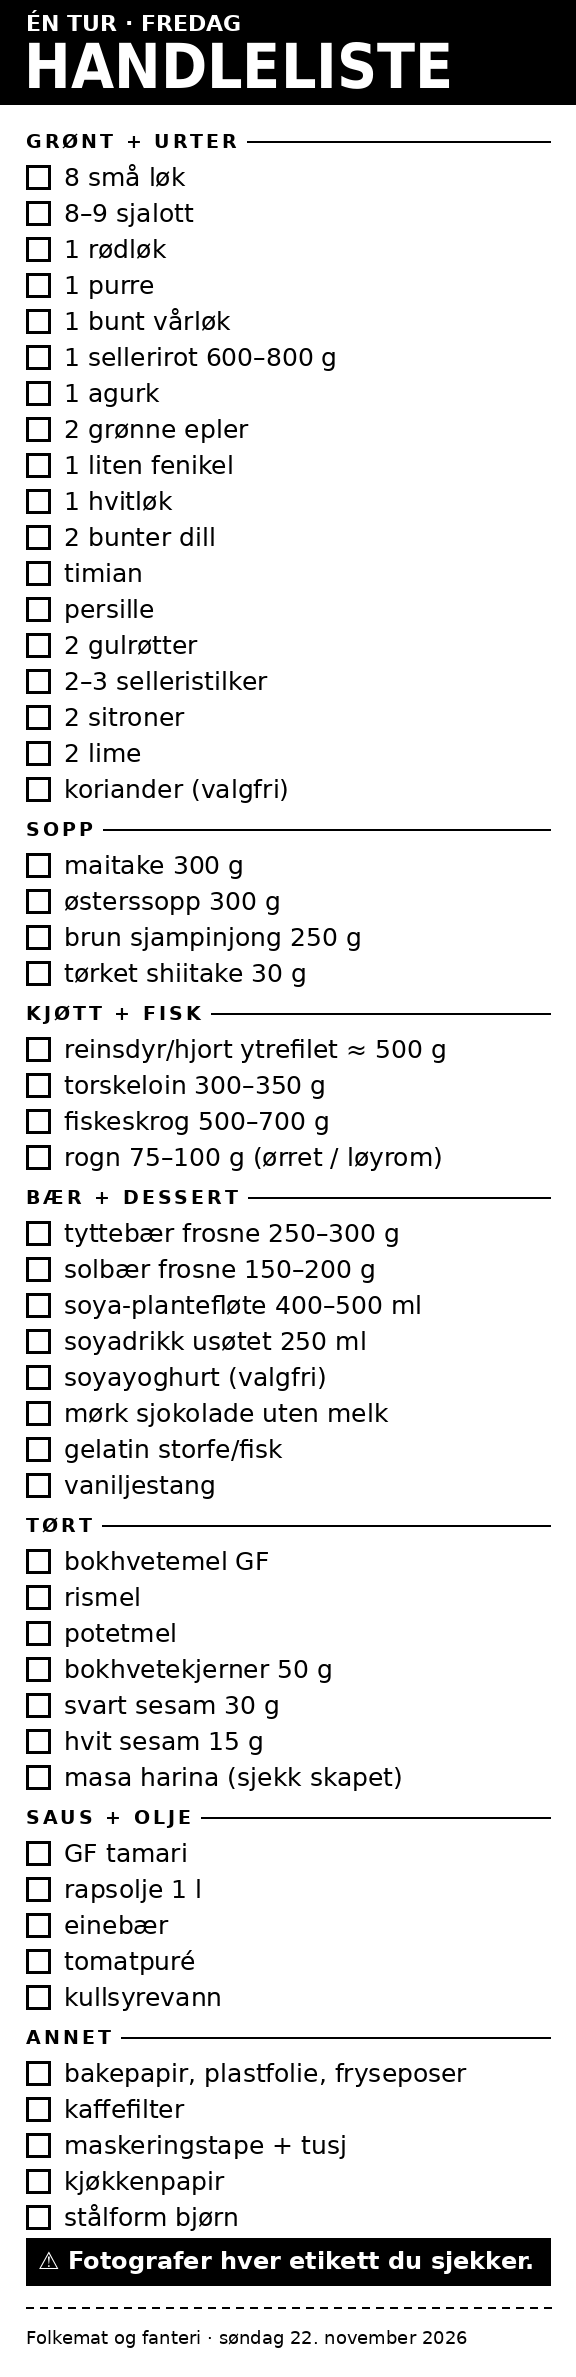 ÉN TUR · FREDAG
HANDLELISTE
GRØNT + URTER
8 små løk
8–9 sjalott
1 rødløk
1 purre
1 bunt vårløk
1 sellerirot 600–800 g
1 agurk
2 grønne epler
1 liten fenikel
1 hvitløk
2 bunter dill
timian
persille
2 gulrøtter
2–3 selleristilker
2 sitroner
2 lime
koriander (valgfri)
SOPP
maitake 300 g
østerssopp 300 g
brun sjampinjong 250 g
tørket shiitake 30 g
KJØTT + FISK
reinsdyr/hjort ytrefilet ≈ 500 g
torskeloin 300–350 g
fiskeskrog 500–700 g
rogn 75–100 g (ørret / løyrom)
BÆR + DESSERT
tyttebær frosne 250–300 g
solbær frosne 150–200 g
soya-plantefløte 400–500 ml
soyadrikk usøtet 250 ml
soyayoghurt (valgfri)
mørk sjokolade uten melk
gelatin storfe/fisk
vaniljestang
TØRT
bokhvetemel GF
rismel
potetmel
bokhvetekjerner 50 g
svart sesam 30 g
hvit sesam 15 g
masa harina (sjekk skapet)
SAUS + OLJE
GF tamari
rapsolje 1 l
einebær
tomatpuré
kullsyrevann
ANNET
bakepapir, plastfolie, fryseposer
kaffefilter
maskeringstape + tusj
kjøkkenpapir
stålform bjørn
⚠ Fotografer hver etikett du sjekker.
Folkemat og fanteri · søndag 22. november 2026